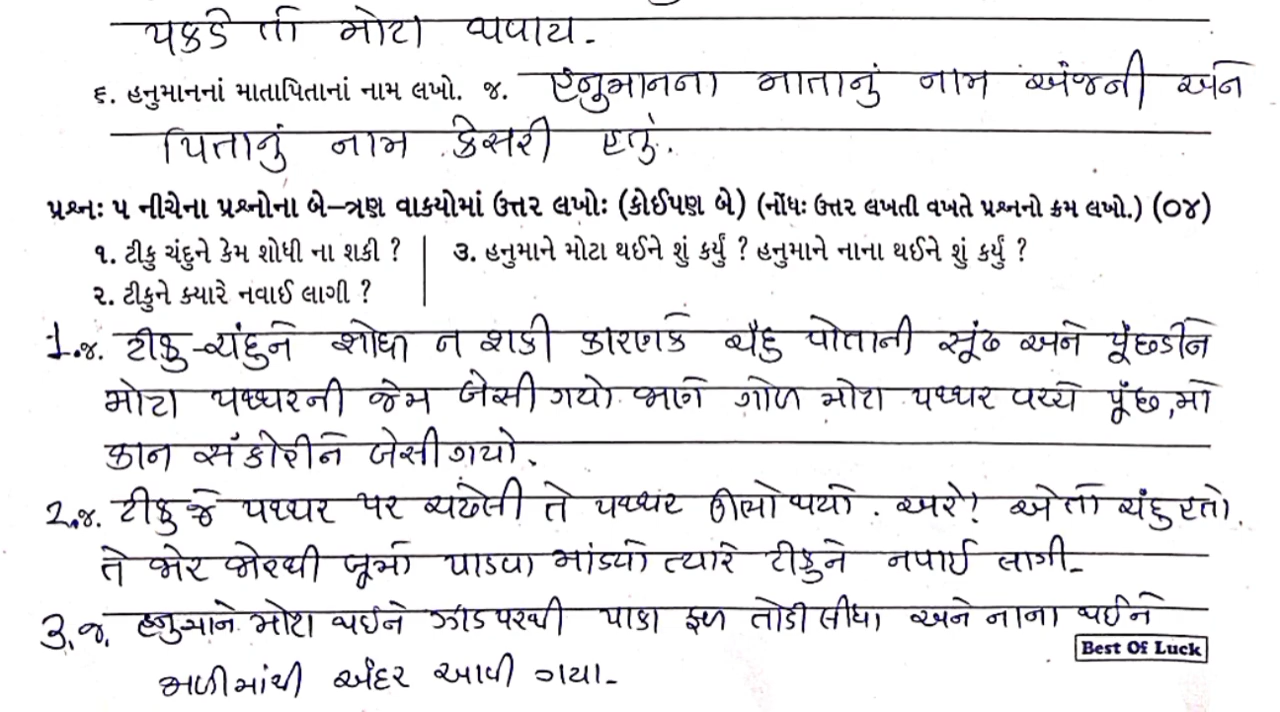 પકડે તો મોટા થવાય.
૬. હનુમાનનાં માતાપિતાનાં નામ લખો. જ. હનુમાનના માતાનું નામ અંજની અને
પિતાનું નામ કેસરી હતું.
પ્રશ્નઃ ૫ નીચેના પ્રશ્નોના બે–ત્રણ વાક્યોમાં ઉત્તર લખોઃ (કોઈપણ બે) (નોંધઃ ઉત્તર લખતી વખતે પ્રશ્નનો ક્રમ લખો.) (૦૪)
૧. ટીકુ ચંદુને કેમ શોધી ના શકી ?
૨. ટીકુને ક્યારે નવાઈ લાગી ?
૩. હનુમાને મોટા થઈને શું કર્યું ? હનુમાને નાના થઈને શું કર્યું ?
1.જ. ટીકુ ચંદુને શોધી ન શકી કારણકે ચંદુ પોતાની સૂંઢ અને પૂંછડીને
મોટા પથ્થરની જેમ બેસી ગયો જાણે ગોળ મોટા પથ્થર વચ્ચે પૂંછ,મો
કાન સંકોરીને બેસી ગયો.
2.જ. ટીકુ જે પથ્થર પર ચઢેલી તે પથ્થર ઊભો થયો. અરે! એ તો ચંદુ હતો.
તે જોર જોરથી બૂમો પાડવા માંડયો ત્યારે ટીકુને નવાઈ લાગી.
3.જ. હનુમાને મોટા થઈને ઝાડ પરથી પાકા ફળ તોડી લીધા અને નાના થઈને
જાળીમાંથી અંદર આવી ગયા.
Best Of Luck